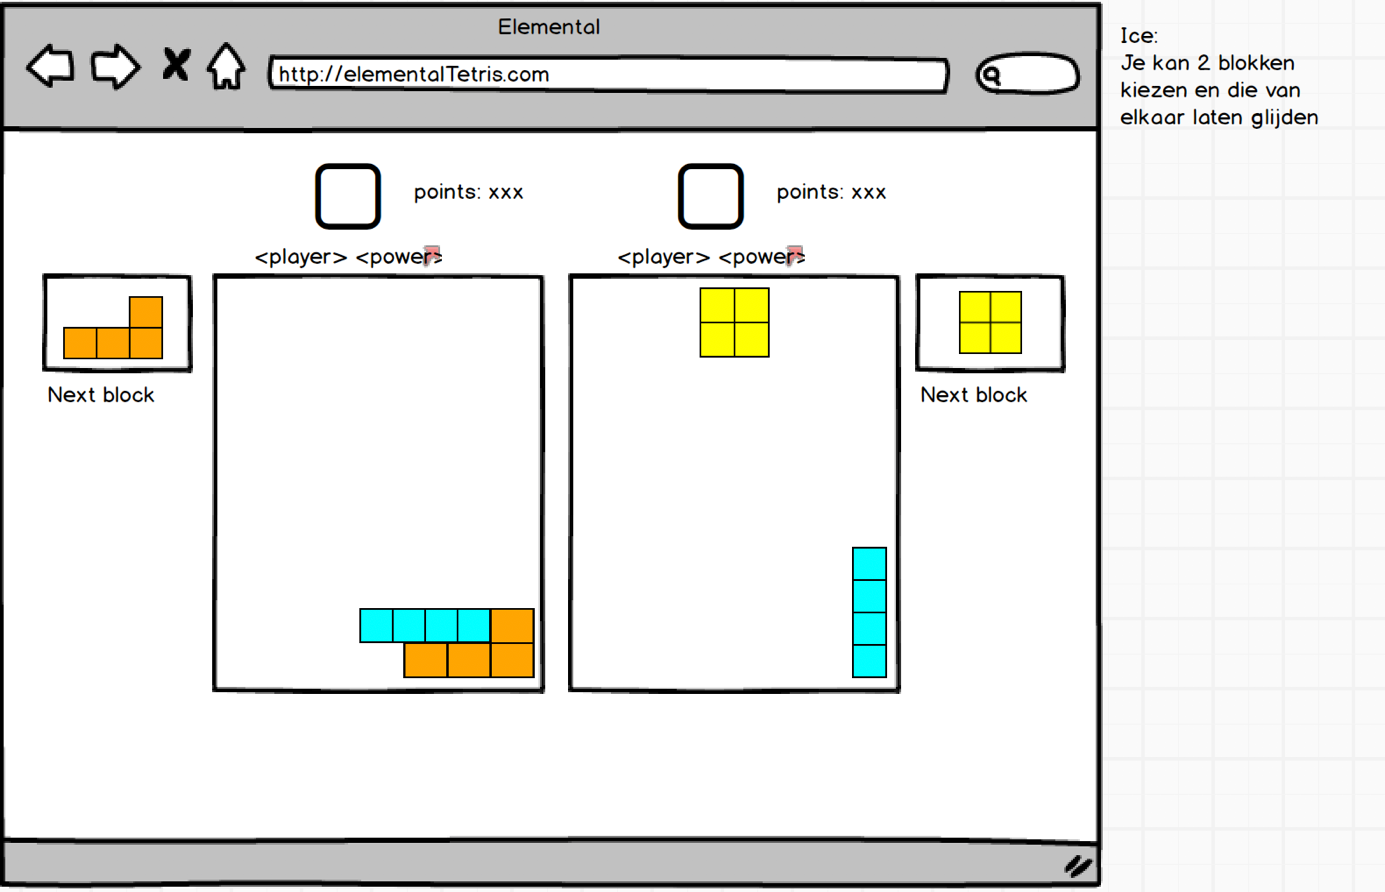 Elemental
http://elementalTetris.com
Ice:
Je kan 2 blokken
kiezen en die van
elkaar laten glijden
points: xxx
points: xxx
<player> <power>
<player> <power>
Next block
Next block